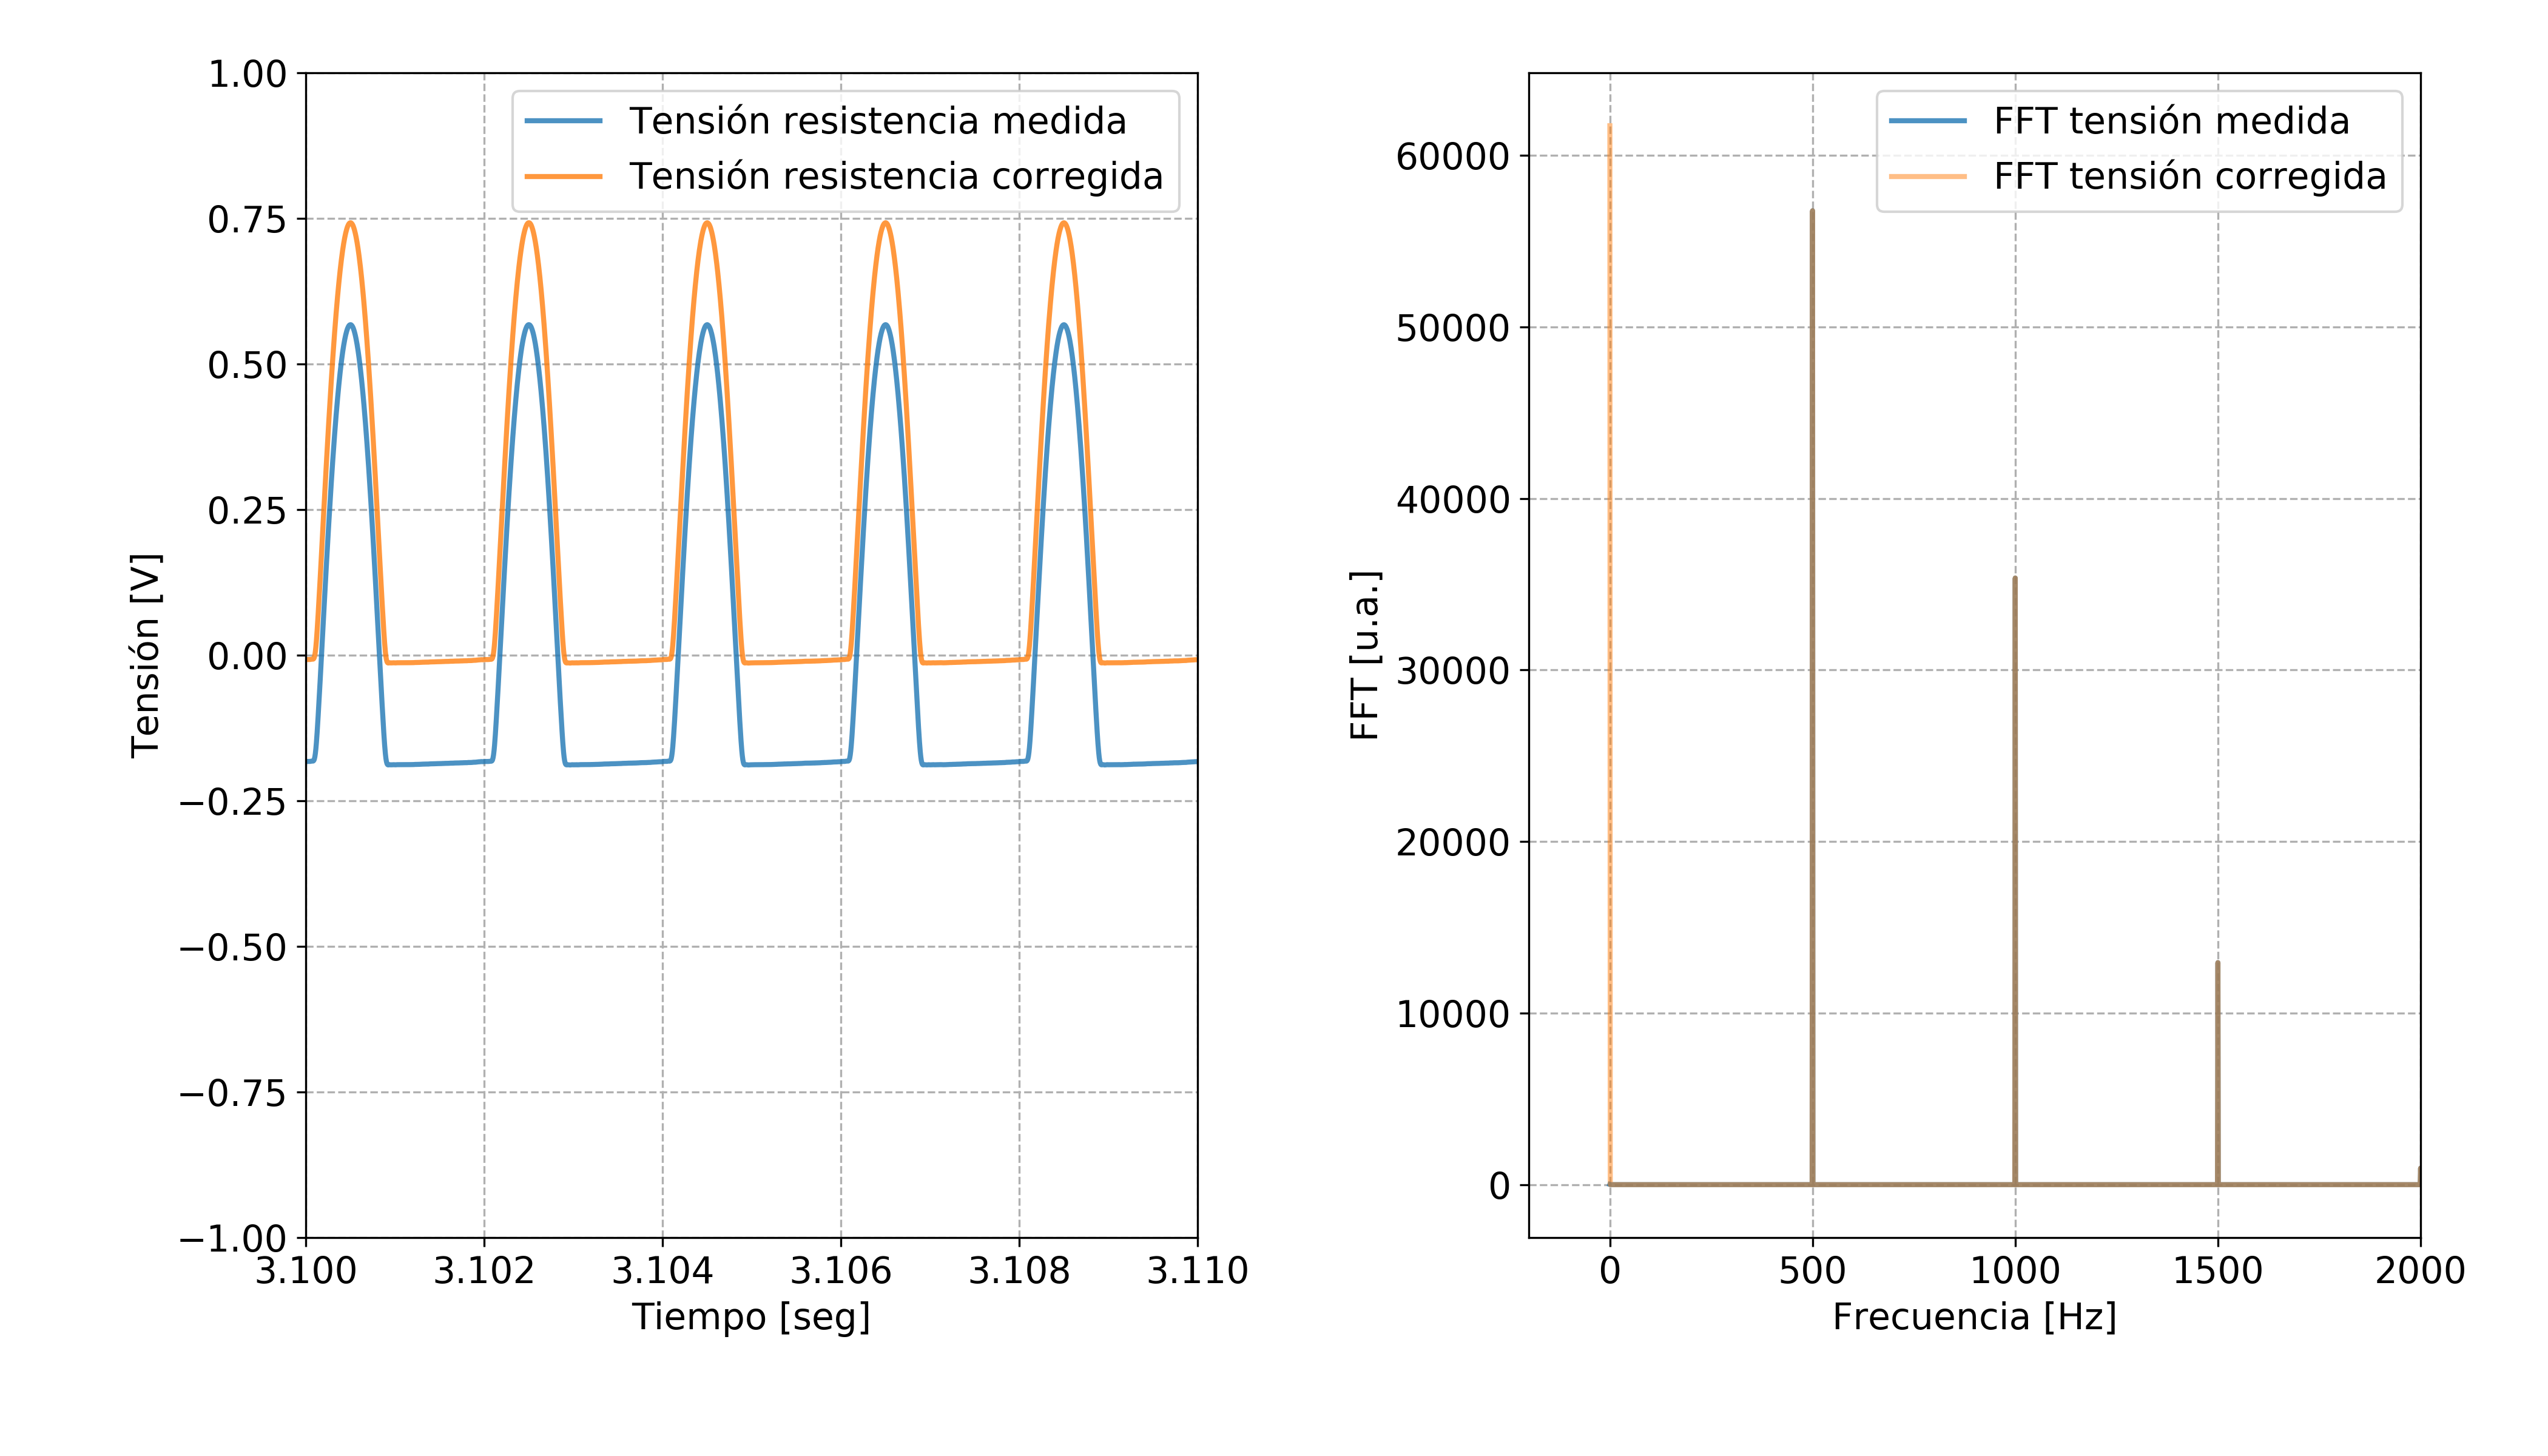 1.00
0.75
0.50
0.25
0.00
−0.25
−0.50
−0.75
−1.00
Tensión [V]
Tensión resistencia medida
Tensión resistencia corregida
3.100 3.102 3.104 3.106 3.108 3.110
Tiempo [seg]
60000
50000
40000
30000
20000
10000
0
FFT [u.a.]
FFT tensión medida
FFT tensión corregida
0 500 1000 1500 2000
Frecuencia [Hz]